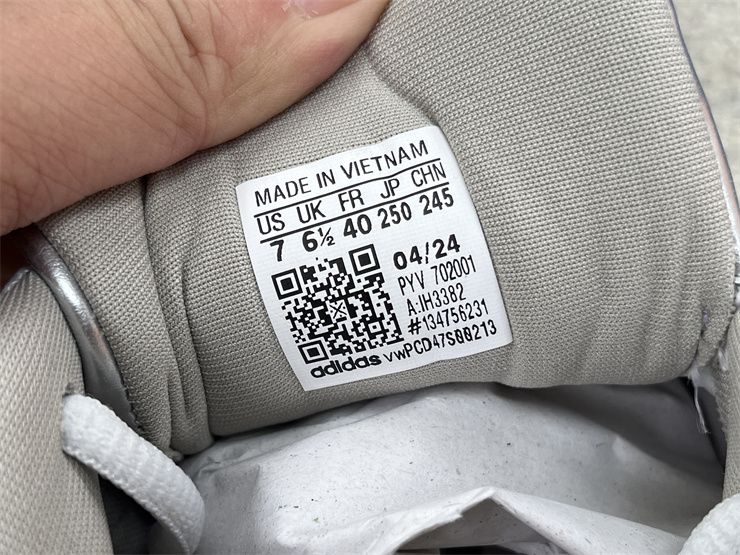 MADE IN VIETNAM
US UK FR JP CHN
7 6½ 40 250 245
04/24
PYV 702001
A:IH3382
#134756231
adidas VWPCD47S00213